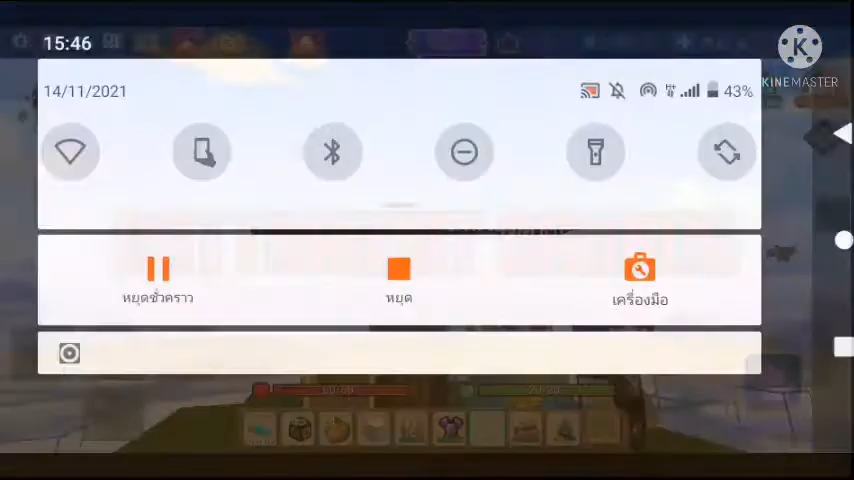 15:46
K
KINEMASTER
14/11/2021
43%
หยุดชั่วคราว
หยุด
เครื่องมือ